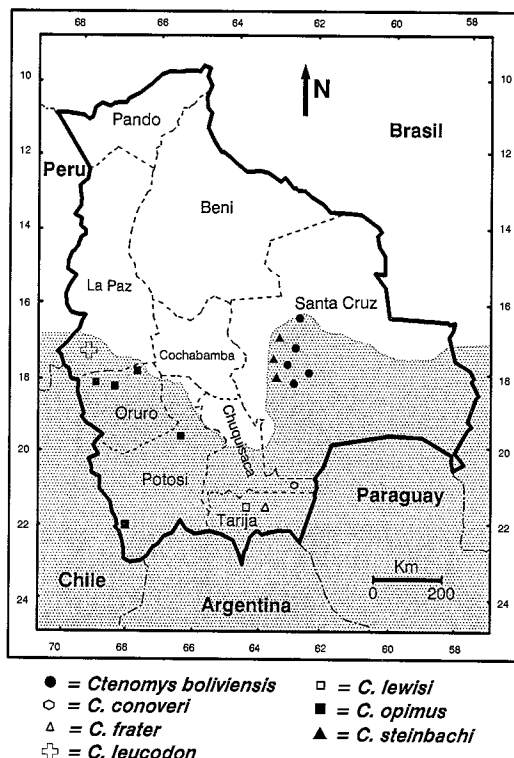 68 66 64 62 60
10
12
14
16
18
20
22
24
10
12
14
16
18
20
22
24
N
Pando
Brasil
Peru
Beni
La Paz
Santa Cruz
Cochabamba
Oruro
Chuquisaca
Potosi
Paraguay
Tarija
Km
0 200
Chile
Argentina
70 68 66 64 62 60 58
● = Ctenomys boliviensis
= C. conoveri
△ = C. frater
= C. leucodon
□ = C. lewisi
■ = C. opimus
▲ = C. steinbachi